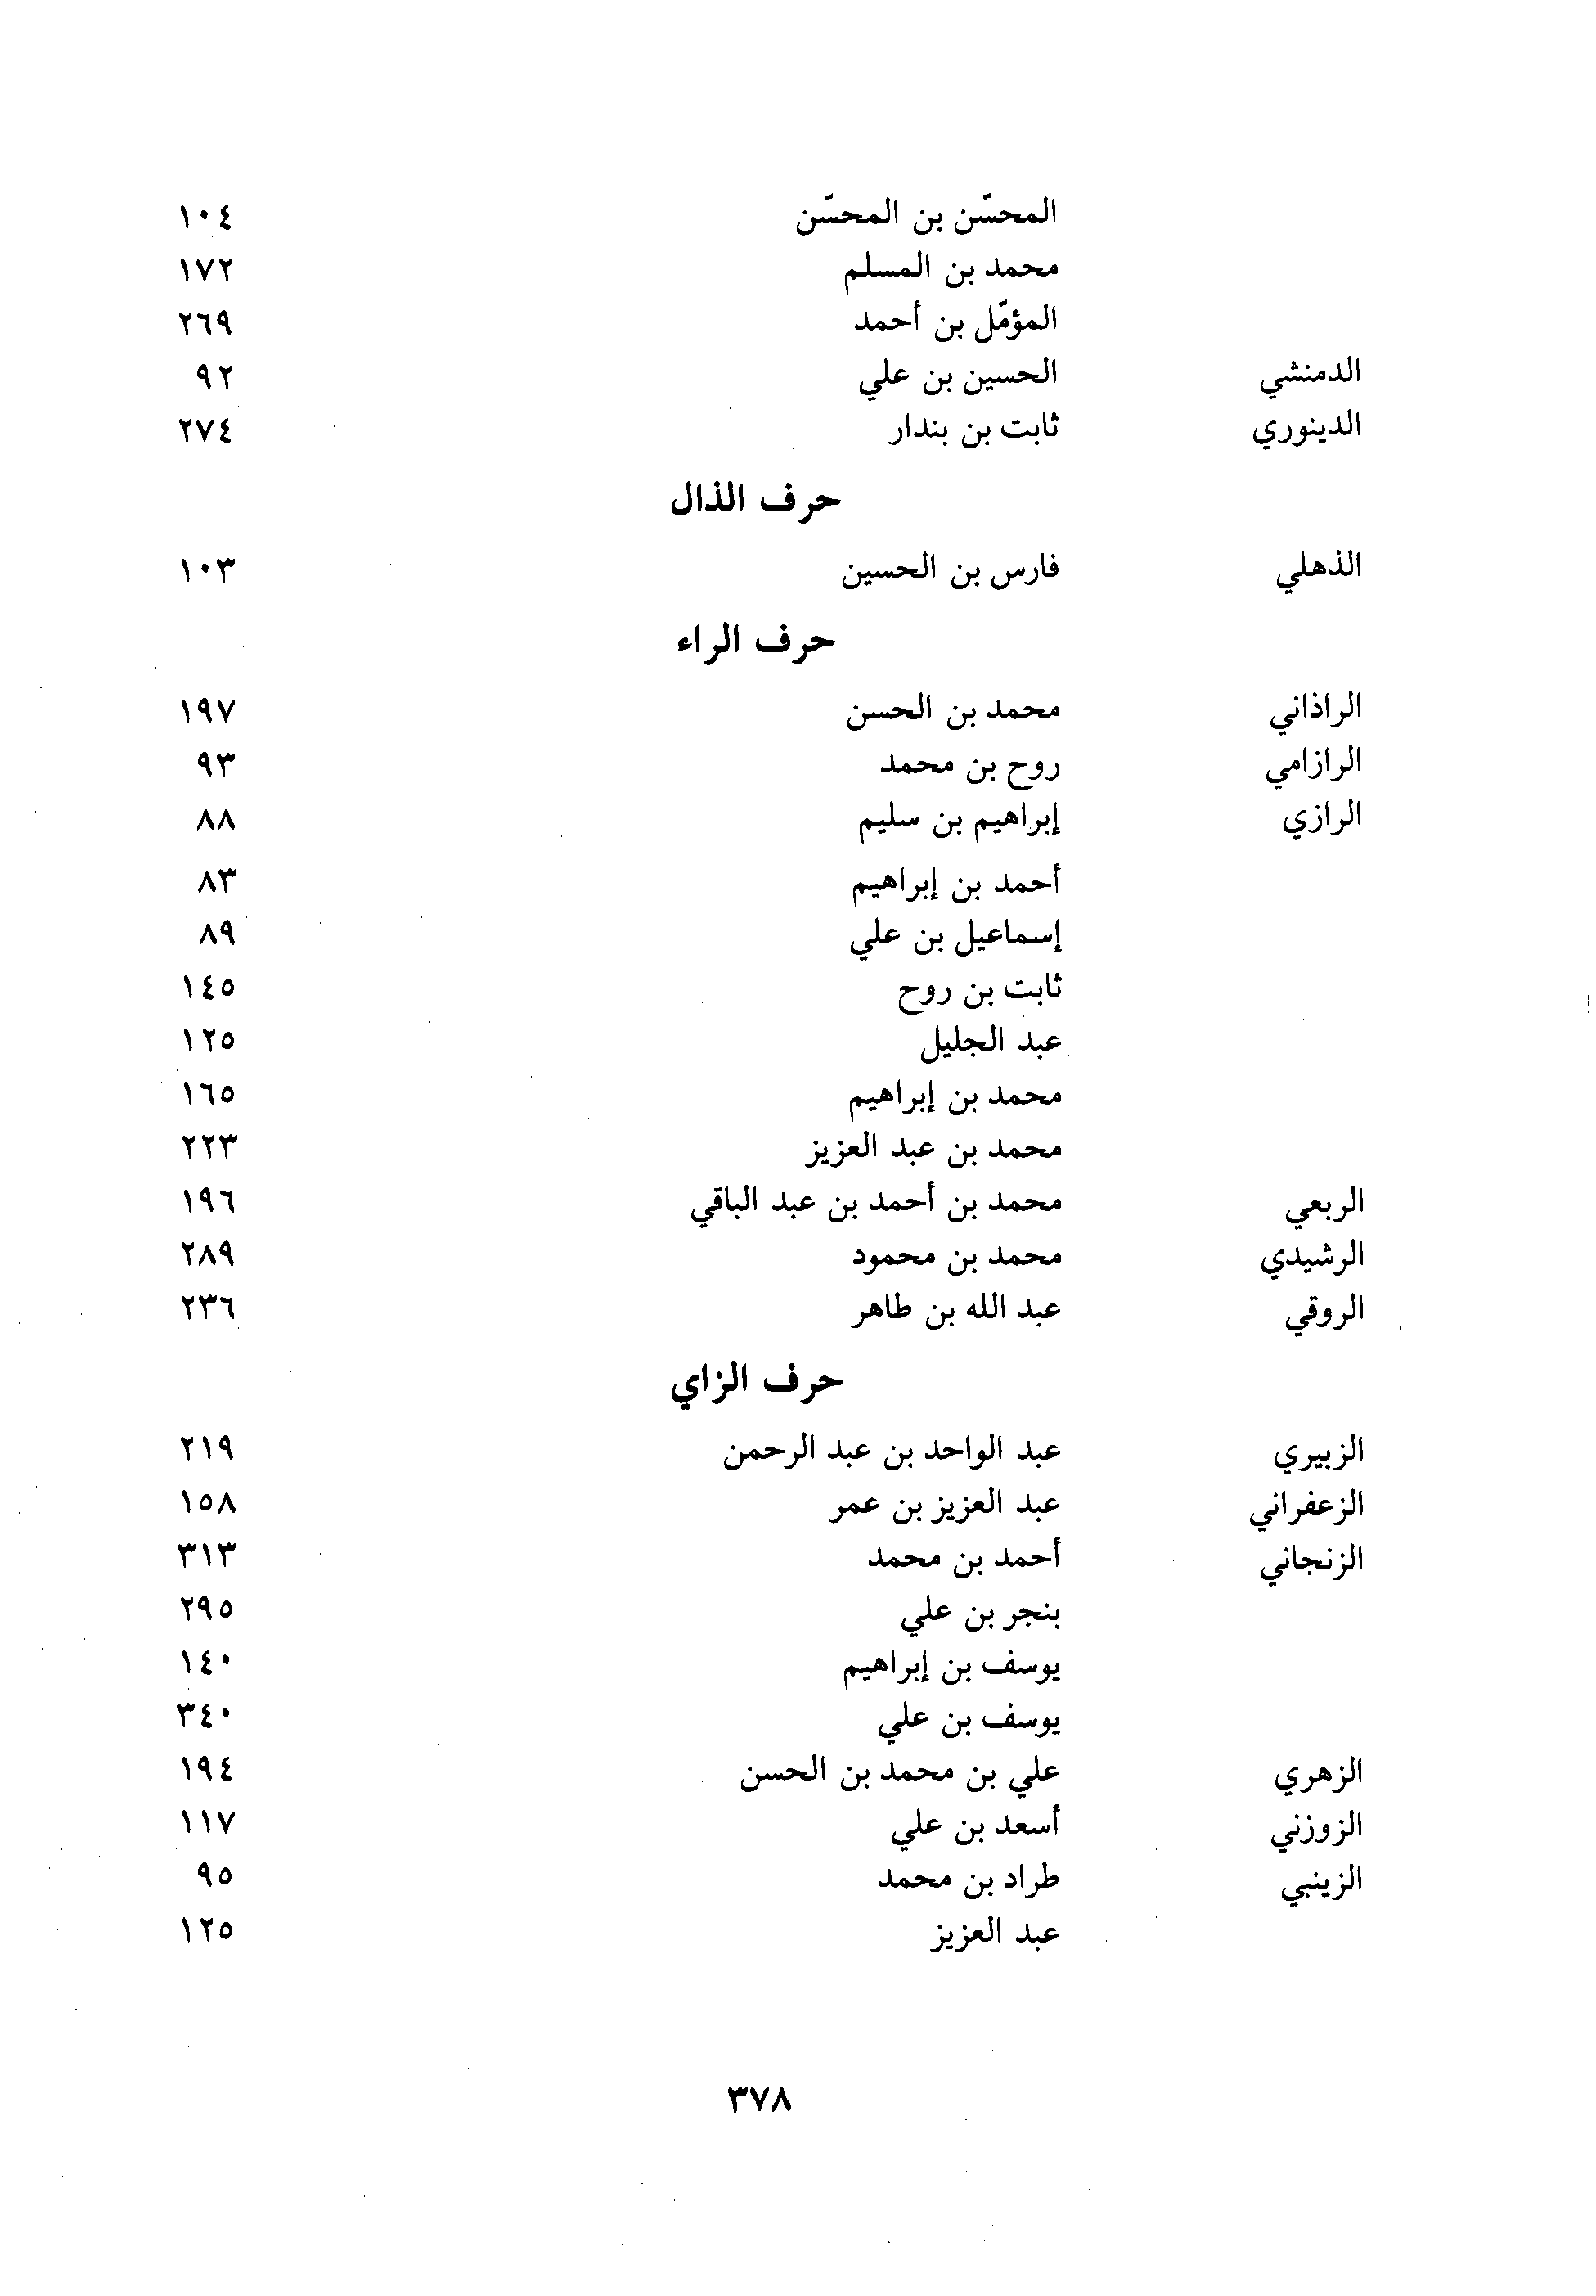 المحسّن بن المحسّن ١٠٤
محمد بن المسلم ١٧٢
المؤمّل بن أحمد ٢٦٩
الدمنشي الحسين بن علي ٩٢
الدينوري ثابت بن بندار ٢٧٤
حرف الذال
الذهلي فارس بن الحسين ١٠٣
حرف الراء
الراذاني محمد بن الحسن ١٩٧
الرازامي روح بن محمد ٩٣
الرازي إبراهيم بن سليم ٨٨
أحمد بن إبراهيم ٨٣
إسماعيل بن علي ٨٩
ثابت بن روح ١٤٥
عبد الجليل ١٢٥
محمد بن إبراهيم ١٦٥
محمد بن عبد العزيز ٢٢٣
الربعي محمد بن أحمد بن عبد الباقي ١٩٦
الرشيدي محمد بن محمود ٢٨٩
الروقي عبد الله بن طاهر ٢٣٦
حرف الزاي
الزبيري عبد الواحد بن عبد الرحمن ٢١٩
الزعفراني عبد العزيز بن عمر ١٥٨
الزنجاني أحمد بن محمد ٣١٣
بنجر بن علي ٢٩٥
يوسف بن إبراهيم ١٤٠
يوسف بن علي ٣٤٠
الزهري علي بن محمد بن الحسن ١٩٤
الزوزني أسعد بن علي ١١٧
الزينبي طراد بن محمد ٩٥
عبد العزيز ١٢٥
٣٧٨